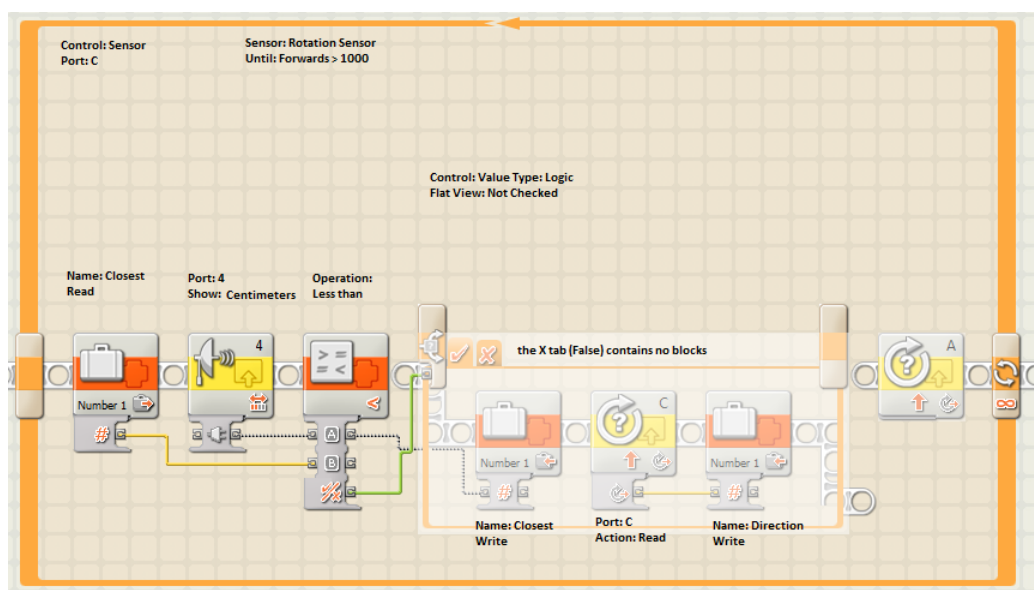 Control: Sensor
Port: C
Sensor: Rotation Sensor
Until: Forwards > 1000
Control: Value Type: Logic
Flat View: Not Checked
Name: Closest
Read
Port: 4
Show: Centimeters
Operation:
Less than
4
> =
= <
A
the X tab (False) contains no blocks
Number 1
<
C
#
A
B
Number 1
Number 1
#
#
Name: Closest
Write
Port: C
Action: Read
Name: Direction
Write